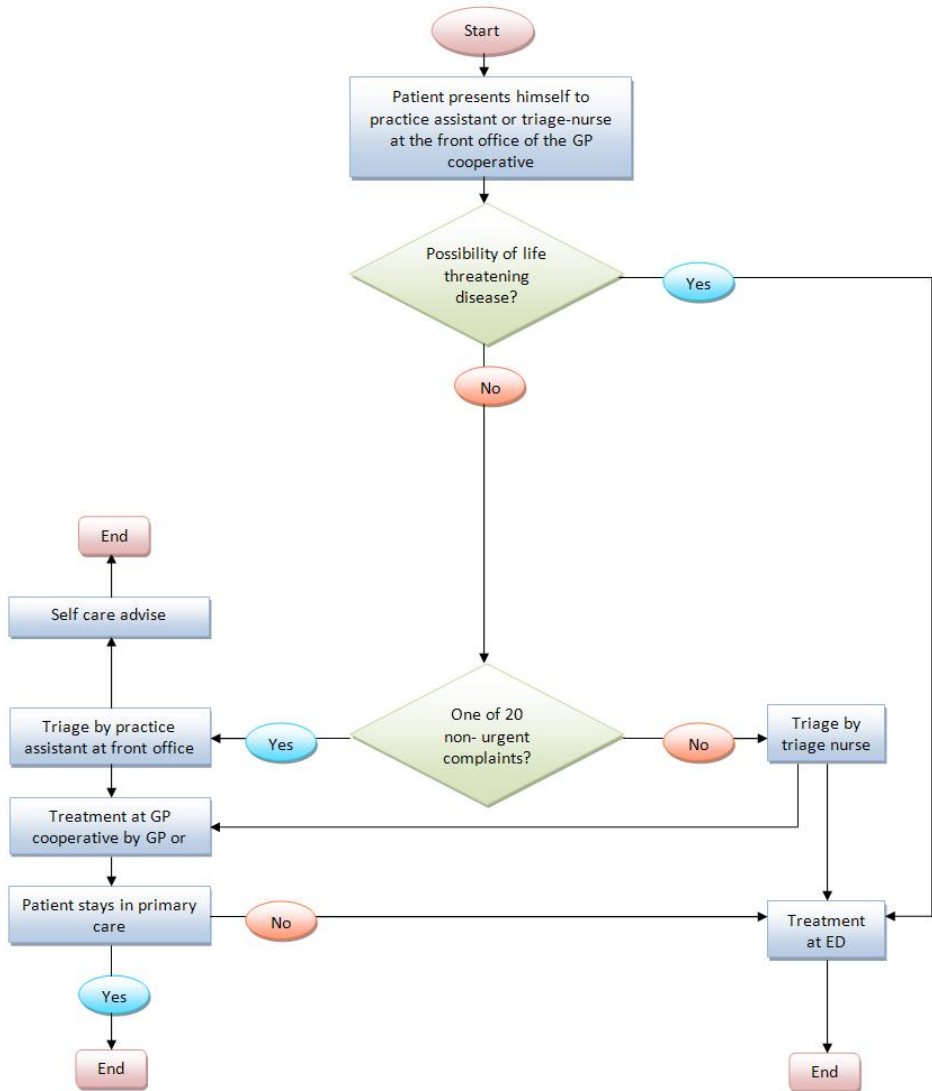 Start
Patient presents himself to
practice assistant or triage-nurse
at the front office of the GP
cooperative
Possibility of life
threatening
disease?
Yes
No
End
Self care advise
Triage by practice
assistant at front office
Yes
One of 20
non- urgent
complaints?
No
Triage by
triage nurse
Treatment at GP
cooperative by GP or
Patient stays in primary
care
No
Treatment
at ED
Yes
End
End